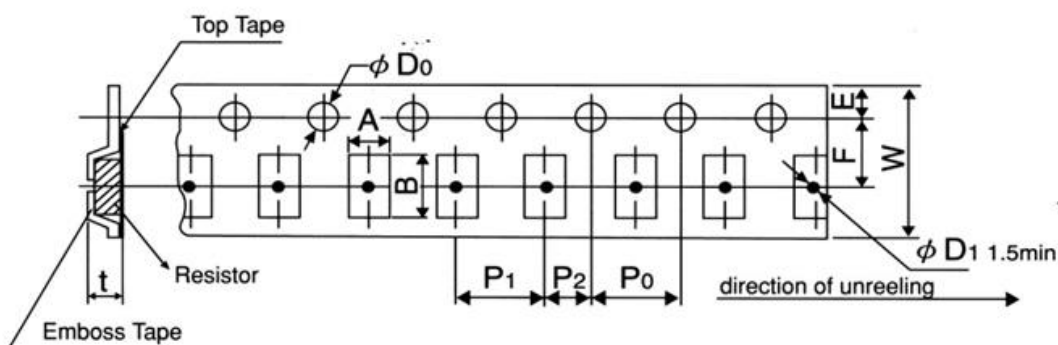 Top Tape
φ D0
A
E
B
F
W
φ D1 1.5min
t
Resistor
P1
P2
P0
direction of unreeling
Emboss Tape